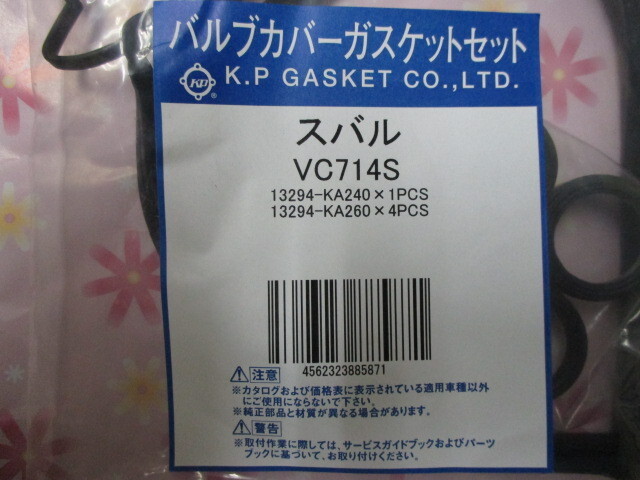 バルブカバーガスケットセット
KP
®
K.P GASKET CO.,LTD.
スバル
VC714S
13294-KA240×1PCS
13294-KA260×4PCS
4562323885871
⚠注意
※カタログおよび価格表に表示されている適用車種以外
にご使用にならないで下さい。
※純正部品と材質が異なる場合があります。
⚠警告
※取付作業に際しては、サービスガイドブックおよびパーツ
ブックに基づいて、お取り付けください。